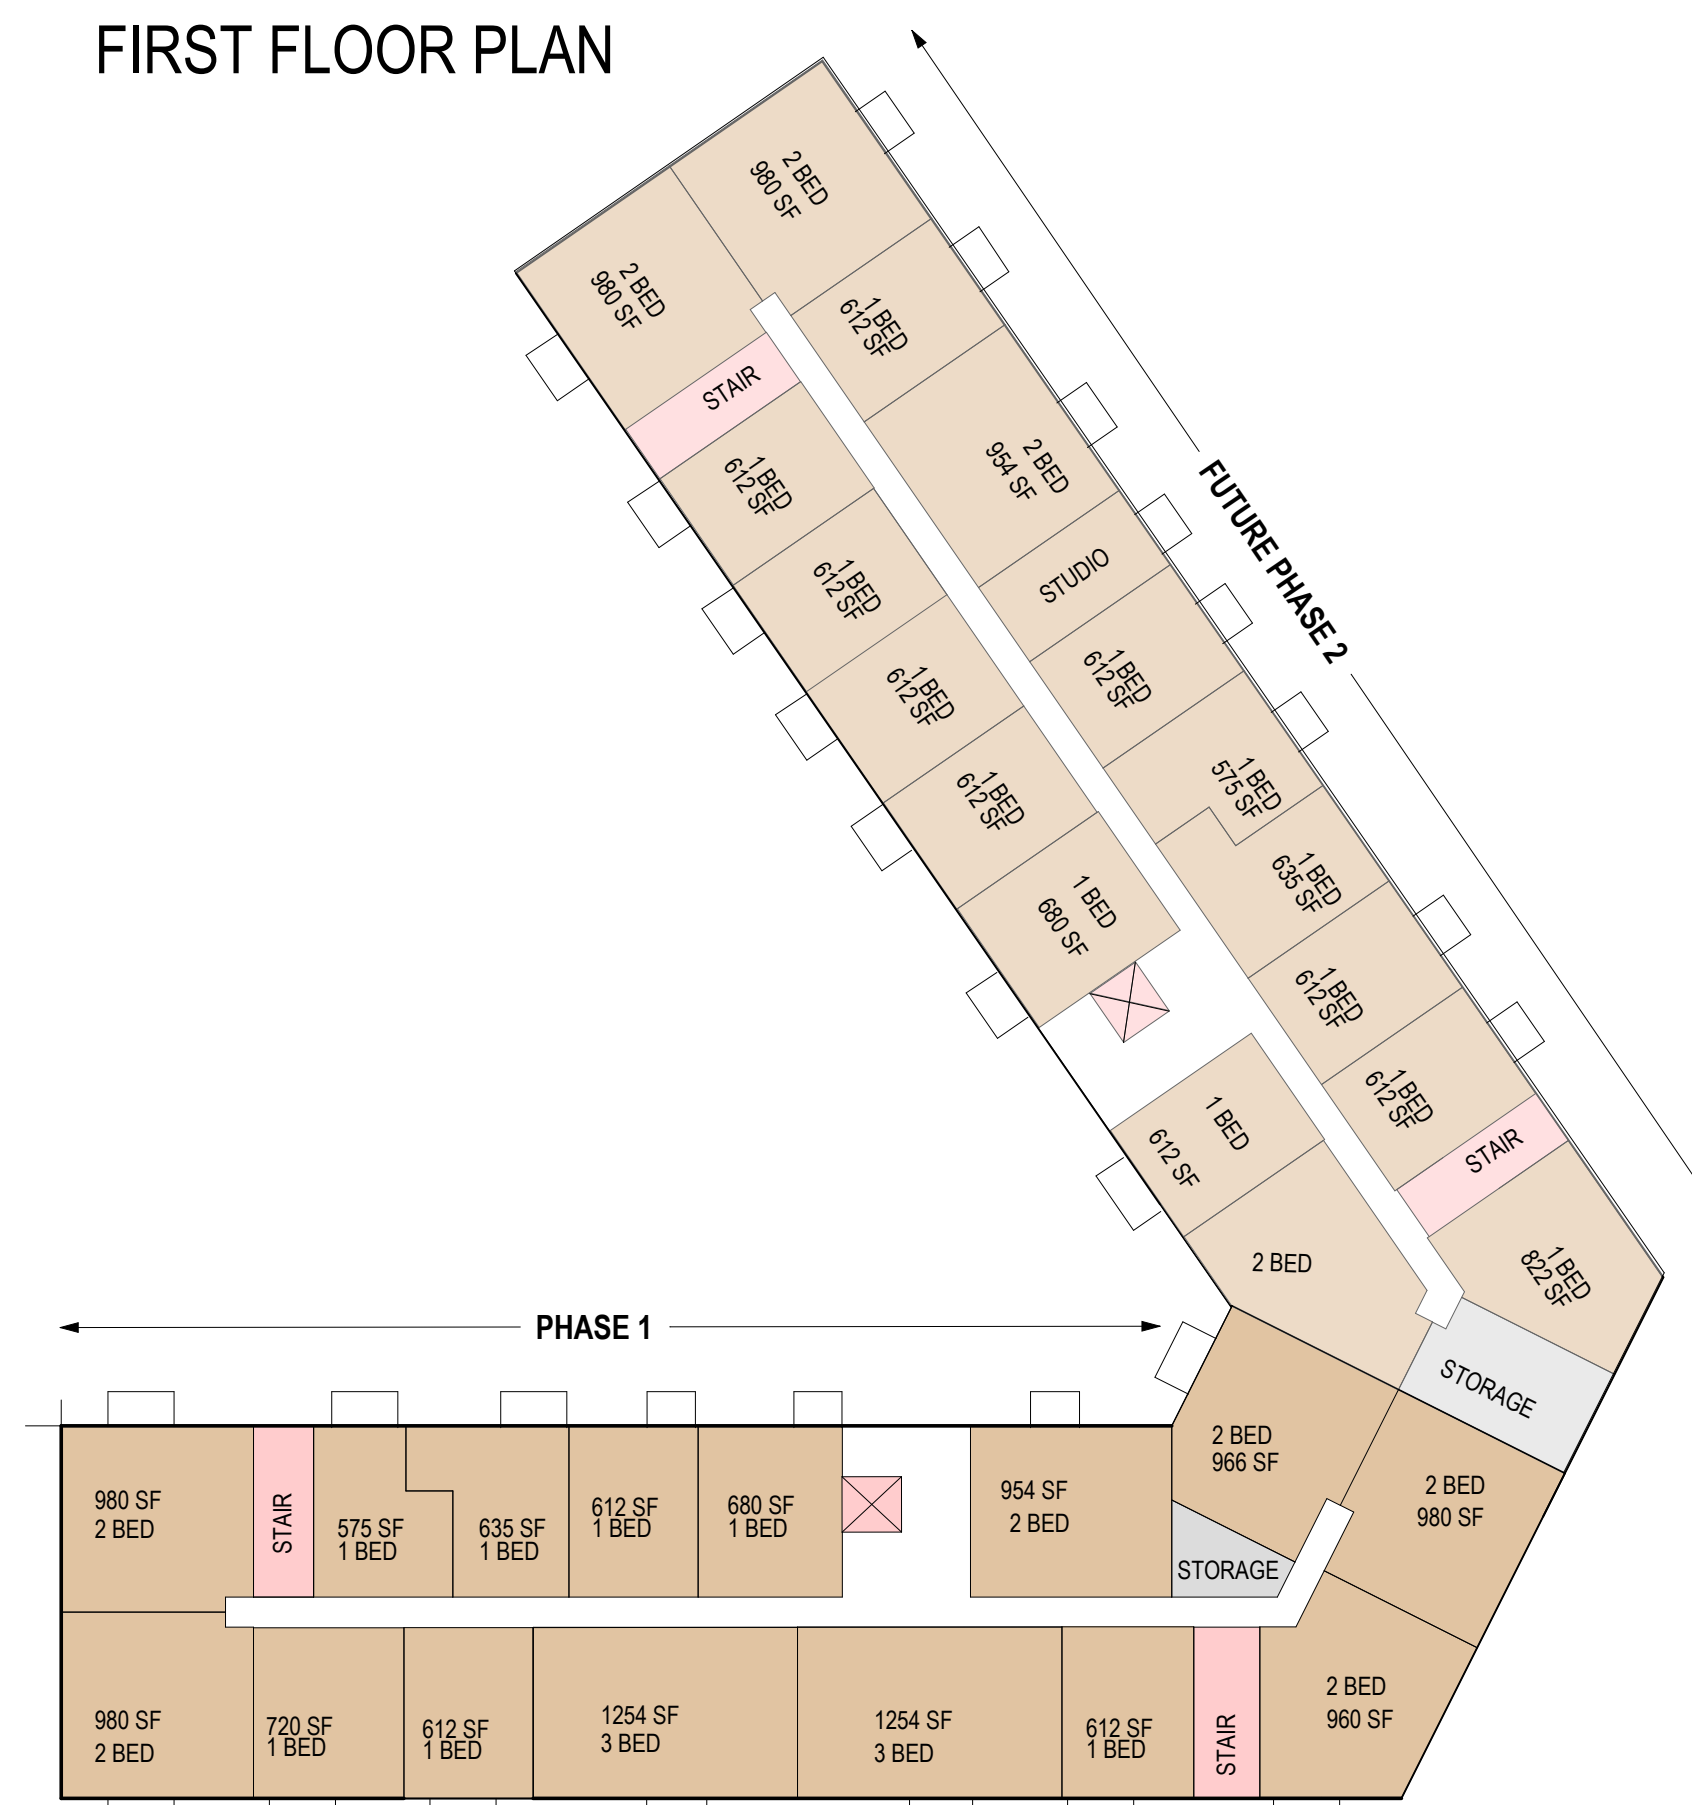 FIRST FLOOR PLAN
2 BED
980 SF
2 BED
980 SF
1 BED
612 SF
STAIR
1 BED
612 SF
2 BED
954 SF
1 BED
612 SF
STUDIO
1 BED
612 SF
1 BED
612 SF
1 BED
612 SF
1 BED
575 SF
1 BED
680 SF
1 BED
635 SF
1 BED
612 SF
1 BED
612 SF
STAIR
1 BED
612 SF
2 BED
1 BED
822 SF
STORAGE
FUTURE PHASE 2
PHASE 1
980 SF
2 BED
STAIR
575 SF
1 BED
635 SF
1 BED
612 SF
1 BED
680 SF
1 BED
954 SF
2 BED
2 BED
966 SF
STORAGE
2 BED
980 SF
980 SF
2 BED
720 SF
1 BED
612 SF
1 BED
1254 SF
3 BED
1254 SF
3 BED
612 SF
1 BED
STAIR
2 BED
960 SF